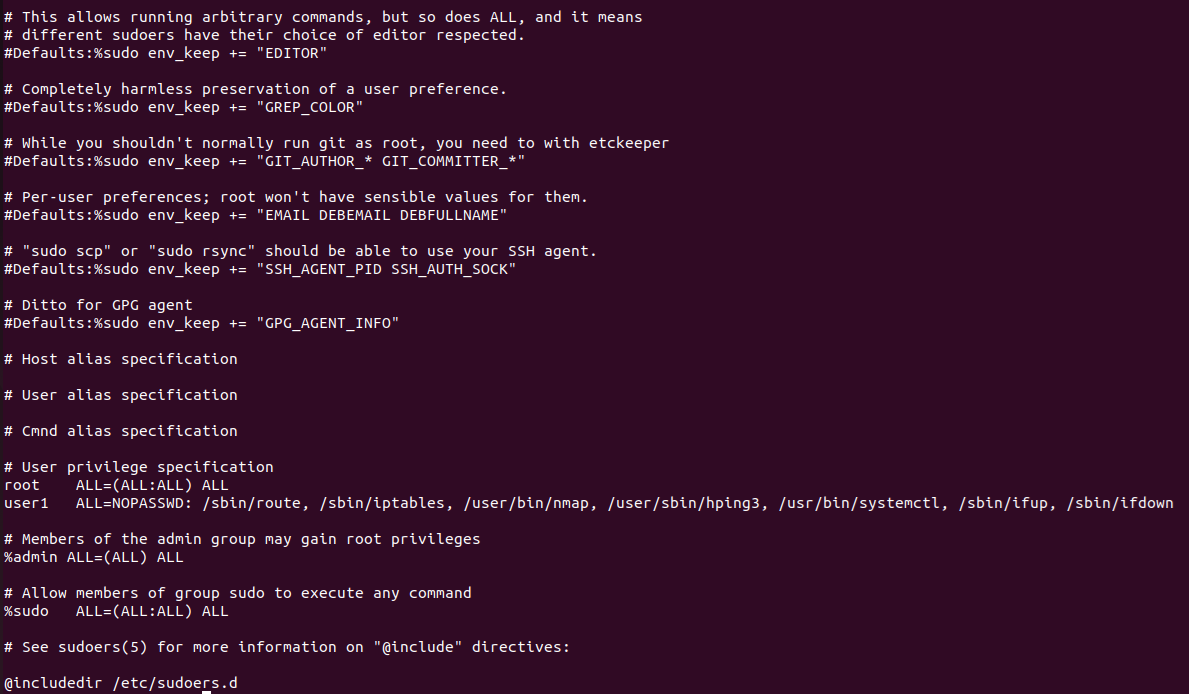 # This allows running arbitrary commands, but so does ALL, and it means
# different sudoers have their choice of editor respected.
#Defaults:%sudo env_keep += "EDITOR"
# Completely harmless preservation of a user preference.
#Defaults:%sudo env_keep += "GREP_COLOR"
# While you shouldn't normally run git as root, you need to with etckeeper
#Defaults:%sudo env_keep += "GIT_AUTHOR_* GIT_COMMITTER_*"
# Per-user preferences; root won't have sensible values for them.
#Defaults:%sudo env_keep += "EMAIL DEBEMAIL DEBFULLNAME"
# "sudo scp" or "sudo rsync" should be able to use your SSH agent.
#Defaults:%sudo env_keep += "SSH_AGENT_PID SSH_AUTH_SOCK"
# Ditto for GPG agent
#Defaults:%sudo env_keep += "GPG_AGENT_INFO"
# Host alias specification
# User alias specification
# Cmnd alias specification
# User privilege specification
root    ALL=(ALL:ALL) ALL
user1   ALL=NOPASSWD: /sbin/route, /sbin/iptables, /user/bin/nmap, /user/sbin/hping3, /usr/bin/systemctl, /sbin/ifup, /sbin/ifdown
# Members of the admin group may gain root privileges
%admin ALL=(ALL) ALL
# Allow members of group sudo to execute any command
%sudo   ALL=(ALL:ALL) ALL
# See sudoers(5) for more information on "@include" directives:
@includedir /etc/sudoers.d